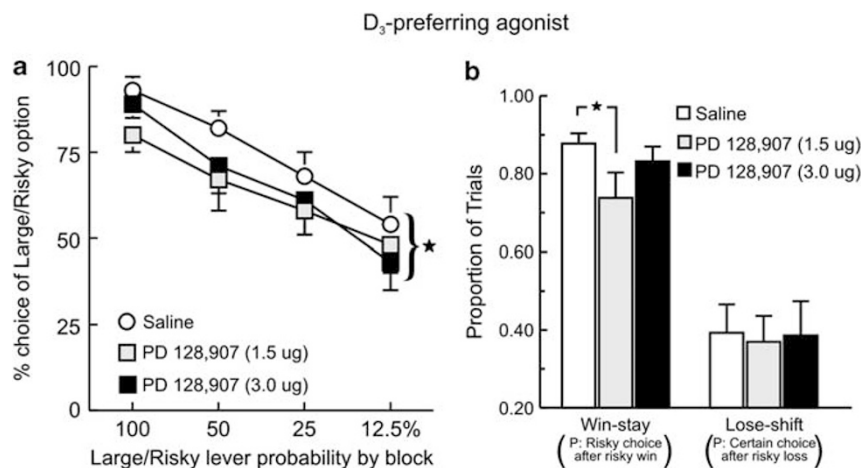 D₃-preferring agonist
a
100
75
50
25
0
% choice of Large/Risky option
★
Saline
PD 128,907 (1.5 ug)
PD 128,907 (3.0 ug)
100 50 25 12.5%
Large/Risky lever probability by block
b
1.00
0.80
0.60
0.40
0.20
Proportion of Trials
★
Saline
PD 128,907 (1.5 ug)
PD 128,907 (3.0 ug)
Win-stay
(P: Risky choice
after risky win)
Lose-shift
(P: Certain choice
after risky loss)